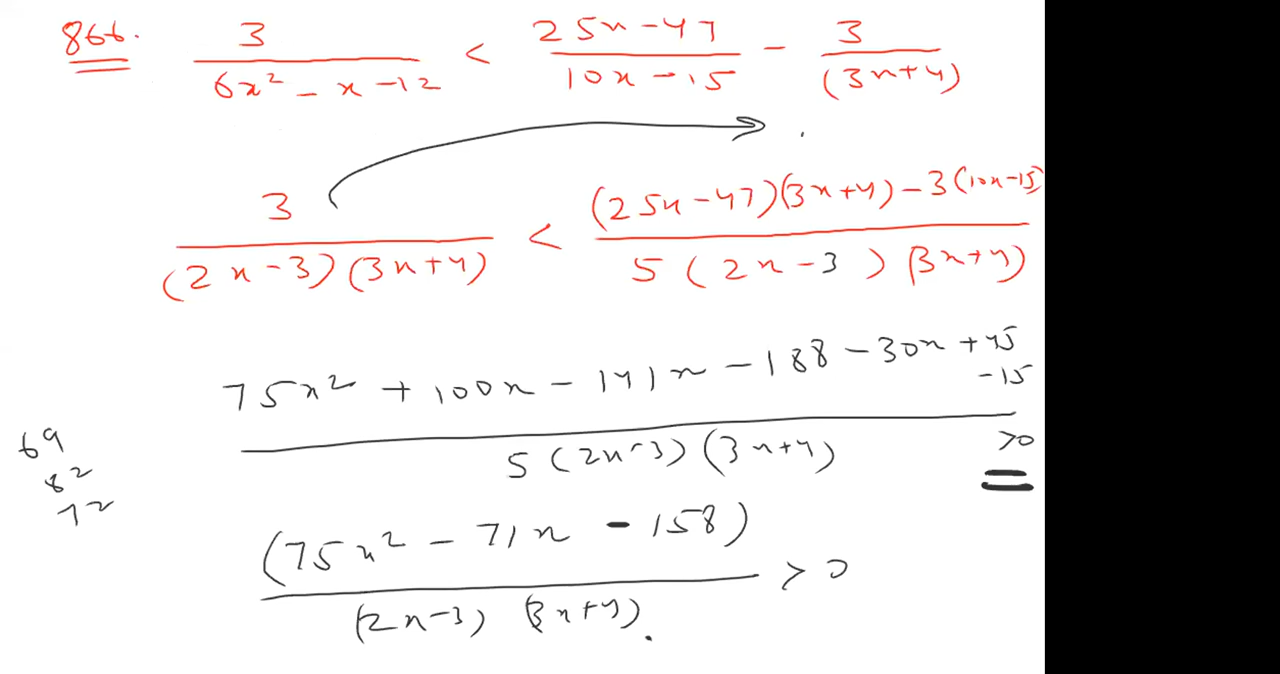 866. 3/(6x² - x - 12) < (25x - 47)/(10x - 15) - 3/(3x+4)
3/((2x-3)(3x+4)) < ((25x-47)(3x+4) - 3(10x-15))/(5(2x-3)(3x+4))
(75x² + 100x - 141x - 188 - 30x + 45 - 15)/(5(2x-3)(3x+4)) > 0
69
82
72
(75x² - 71x - 158)/((2x-3)(3x+4)) > 0